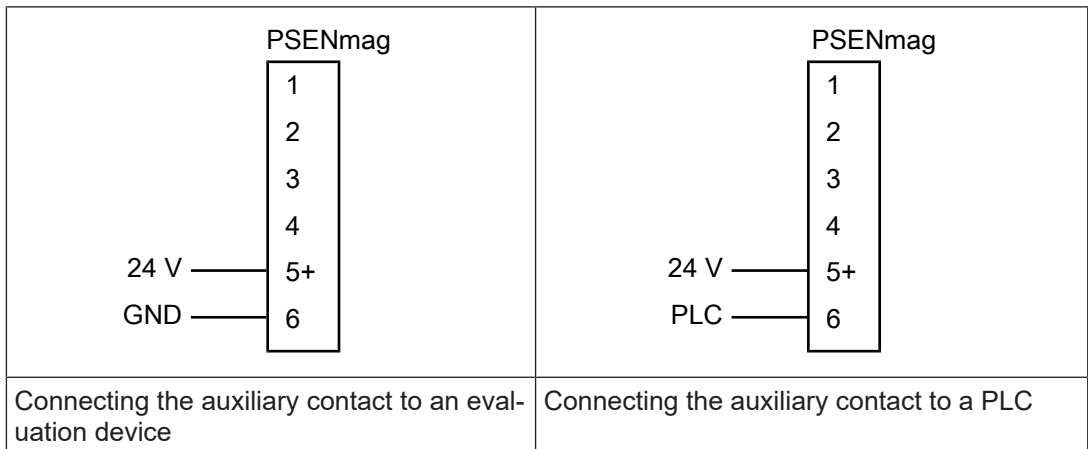 PSENmag
1
2
3
4
24 V 5+
GND 6
Connecting the auxiliary contact to an eval-
uation device
PSENmag
1
2
3
4
24 V 5+
PLC 6
Connecting the auxiliary contact to a PLC